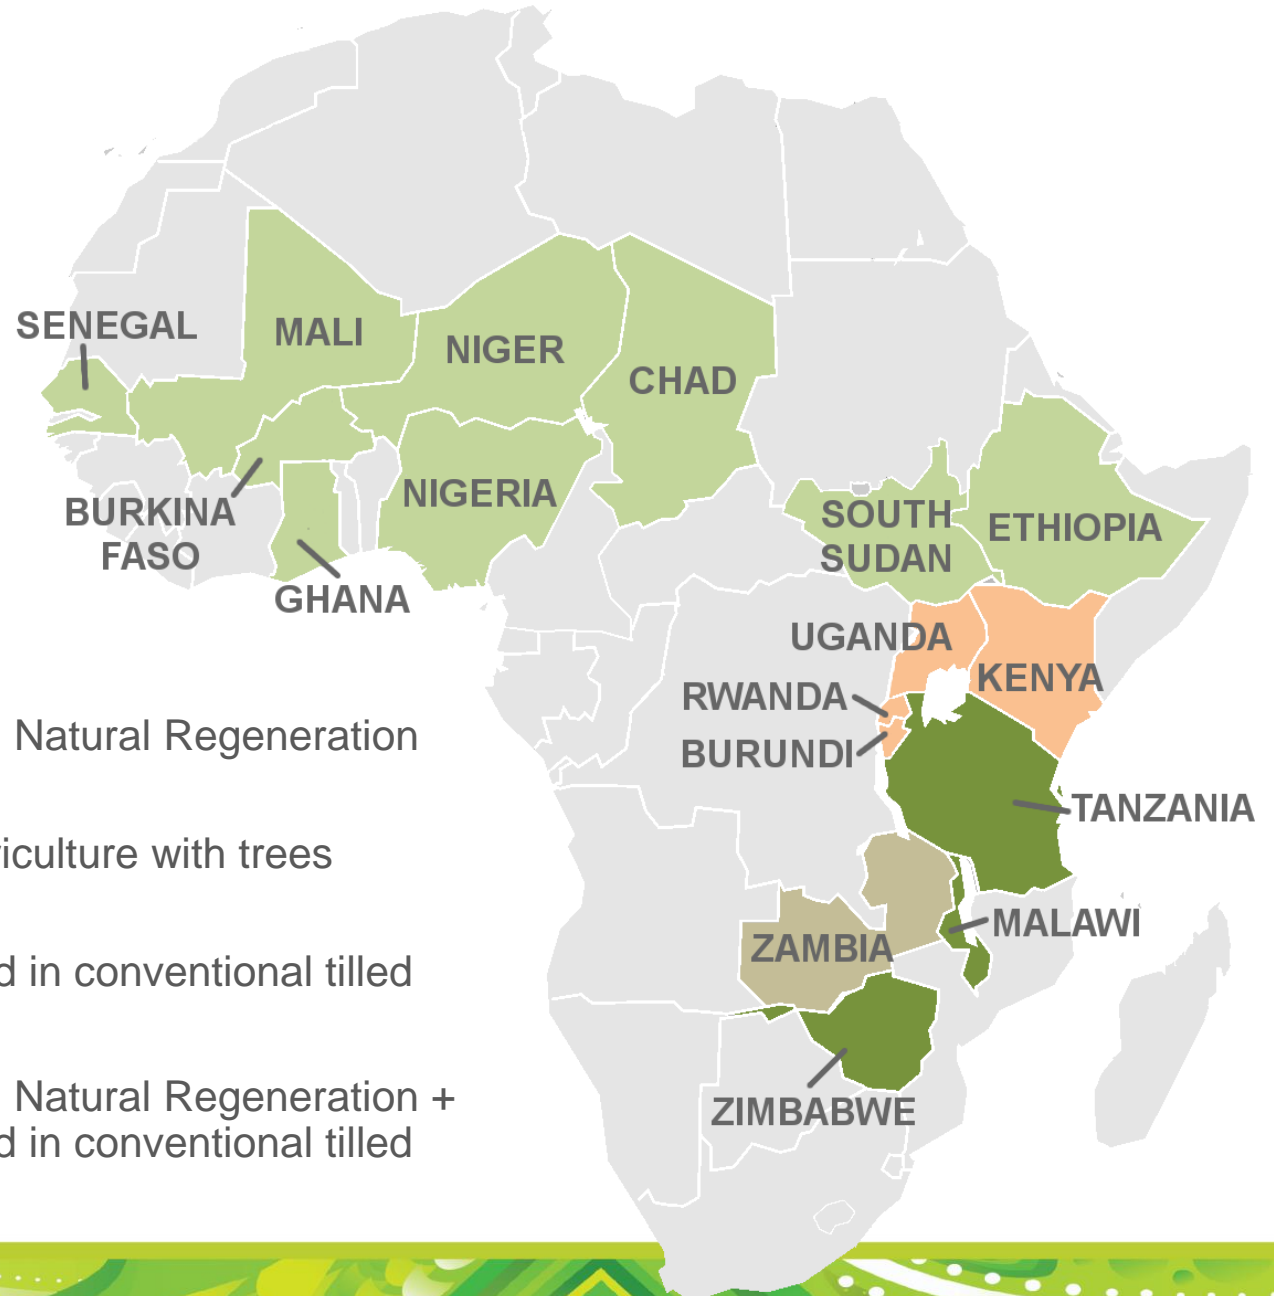 SENEGAL
MALI
NIGER
CHAD
BURKINA
FASO
NIGERIA
GHANA
SOUTH
SUDAN
ETHIOPIA
UGANDA
KENYA
RWANDA
BURUNDI
TANZANIA
MALAWI
ZAMBIA
ZIMBABWE
Natural Regeneration
riculture with trees
d in conventional tilled
Natural Regeneration +
d in conventional tilled